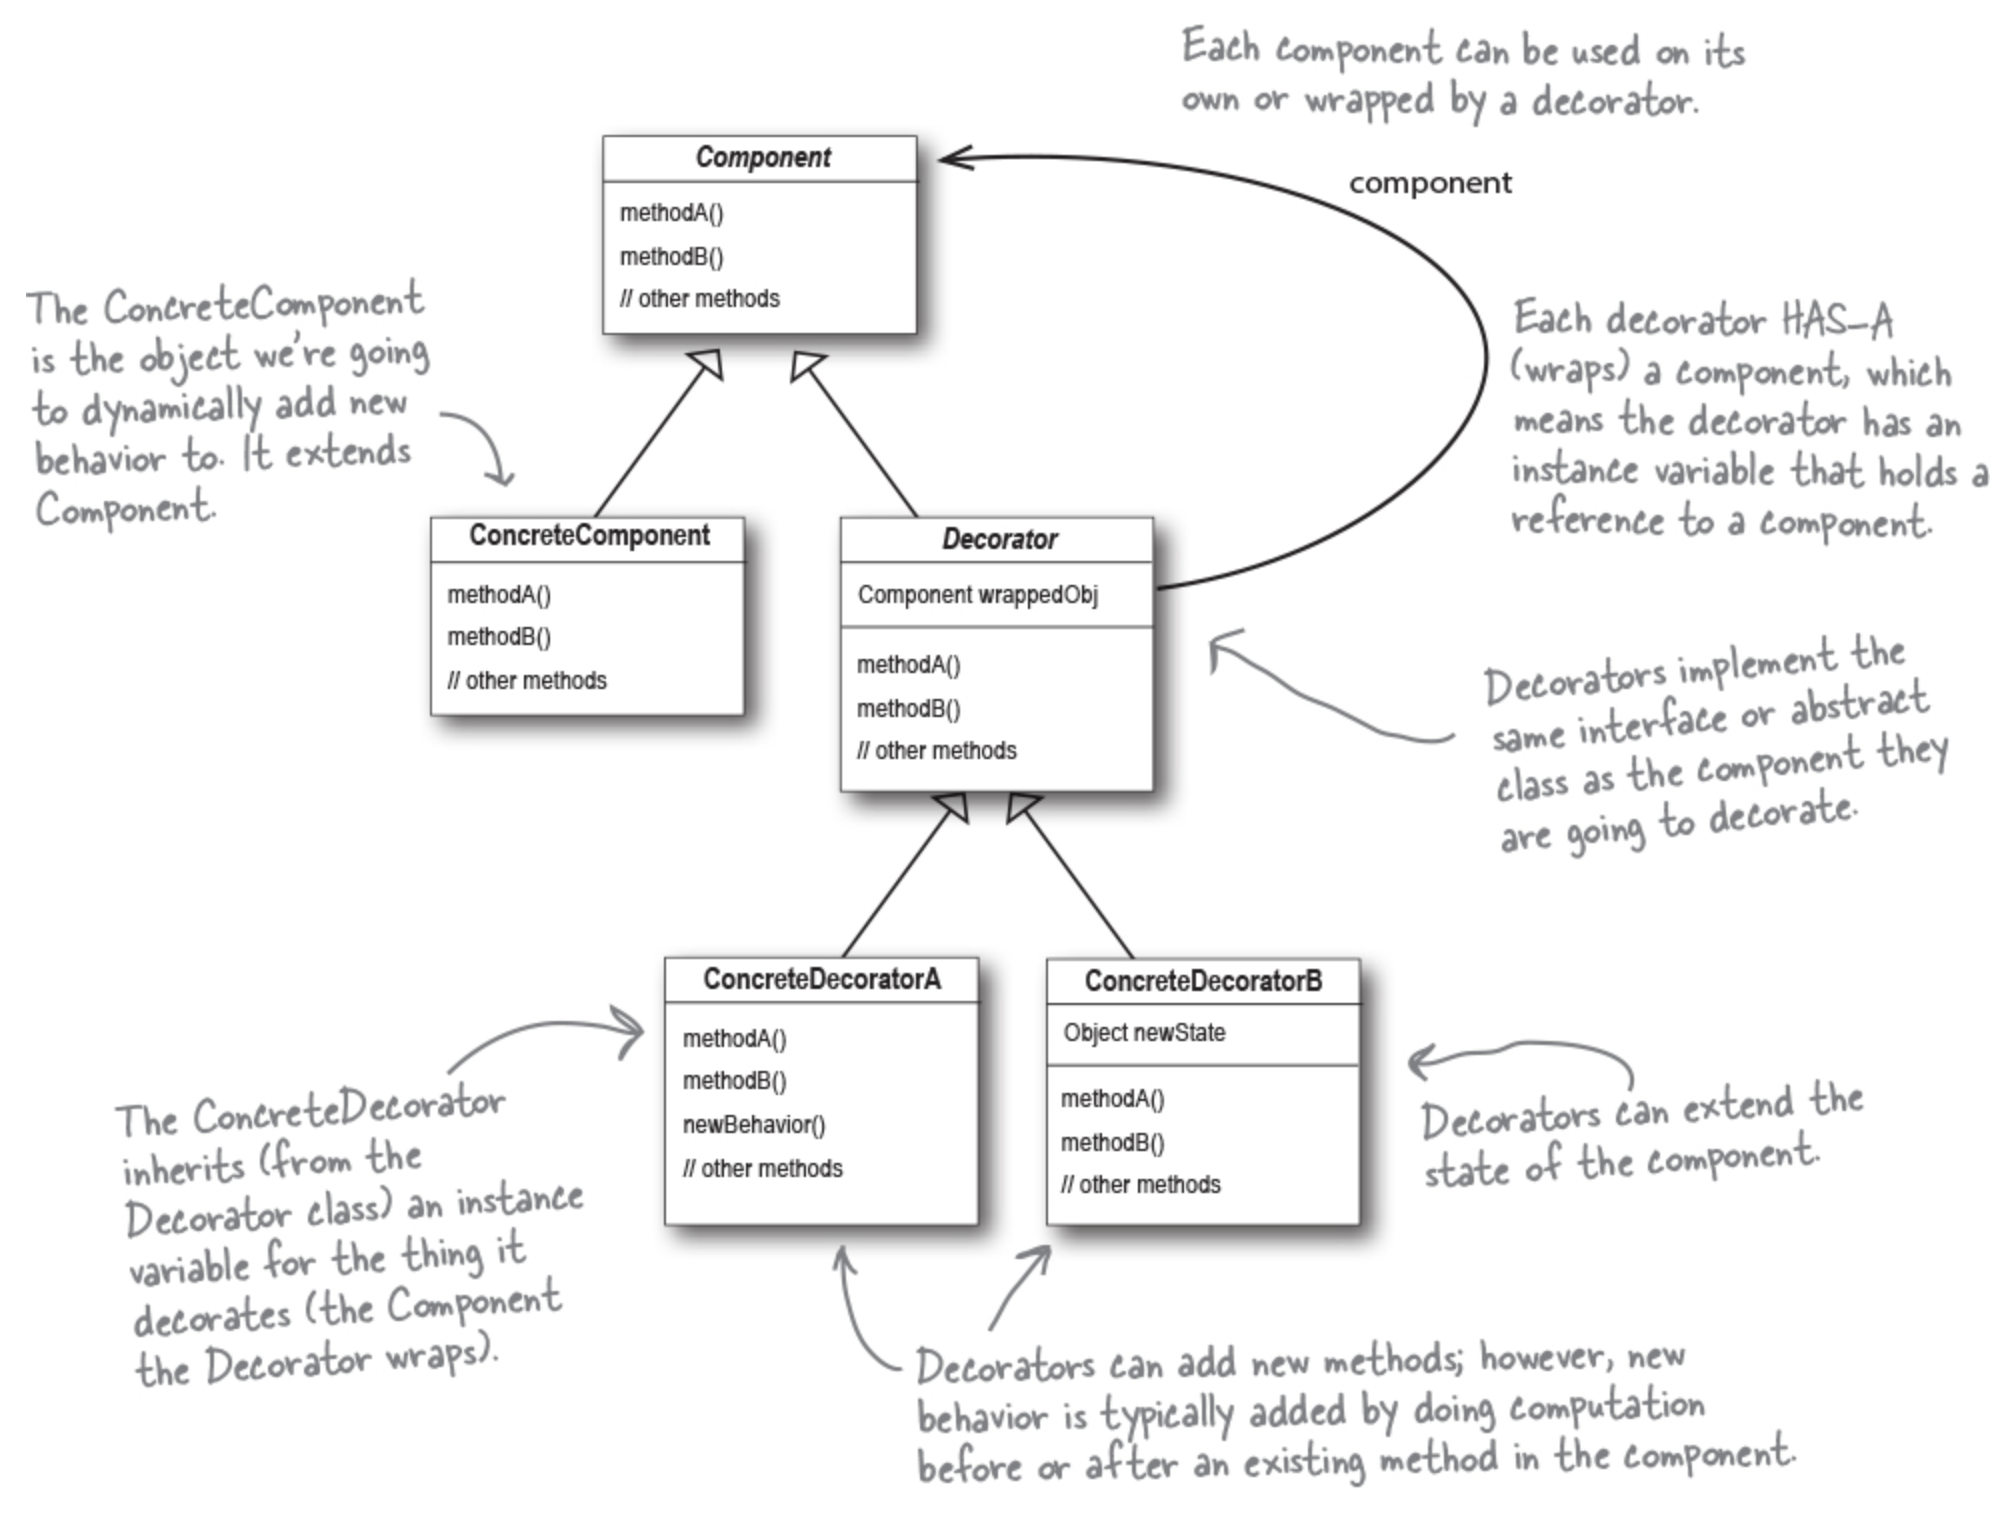 Each component can be used on its
own or wrapped by a decorator.
Component
methodA()
methodB()
// other methods
component
The ConcreteComponent
is the object we're going
to dynamically add new
behavior to. It extends
Component.
Each decorator HAS-A
(wraps) a component, which
means the decorator has an
instance variable that holds a
reference to a component.
ConcreteComponent
methodA()
methodB()
// other methods
Decorator
Component wrappedObj
methodA()
methodB()
// other methods
Decorators implement the
same interface or abstract
class as the component they
are going to decorate.
ConcreteDecoratorA
methodA()
methodB()
newBehavior()
// other methods
ConcreteDecoratorB
Object newState
methodA()
methodB()
// other methods
The ConcreteDecorator
inherits (from the
Decorator class) an instance
variable for the thing it
decorates (the Component
the Decorator wraps).
Decorators can extend the
state of the component.
Decorators can add new methods; however, new
behavior is typically added by doing computation
before or after an existing method in the component.